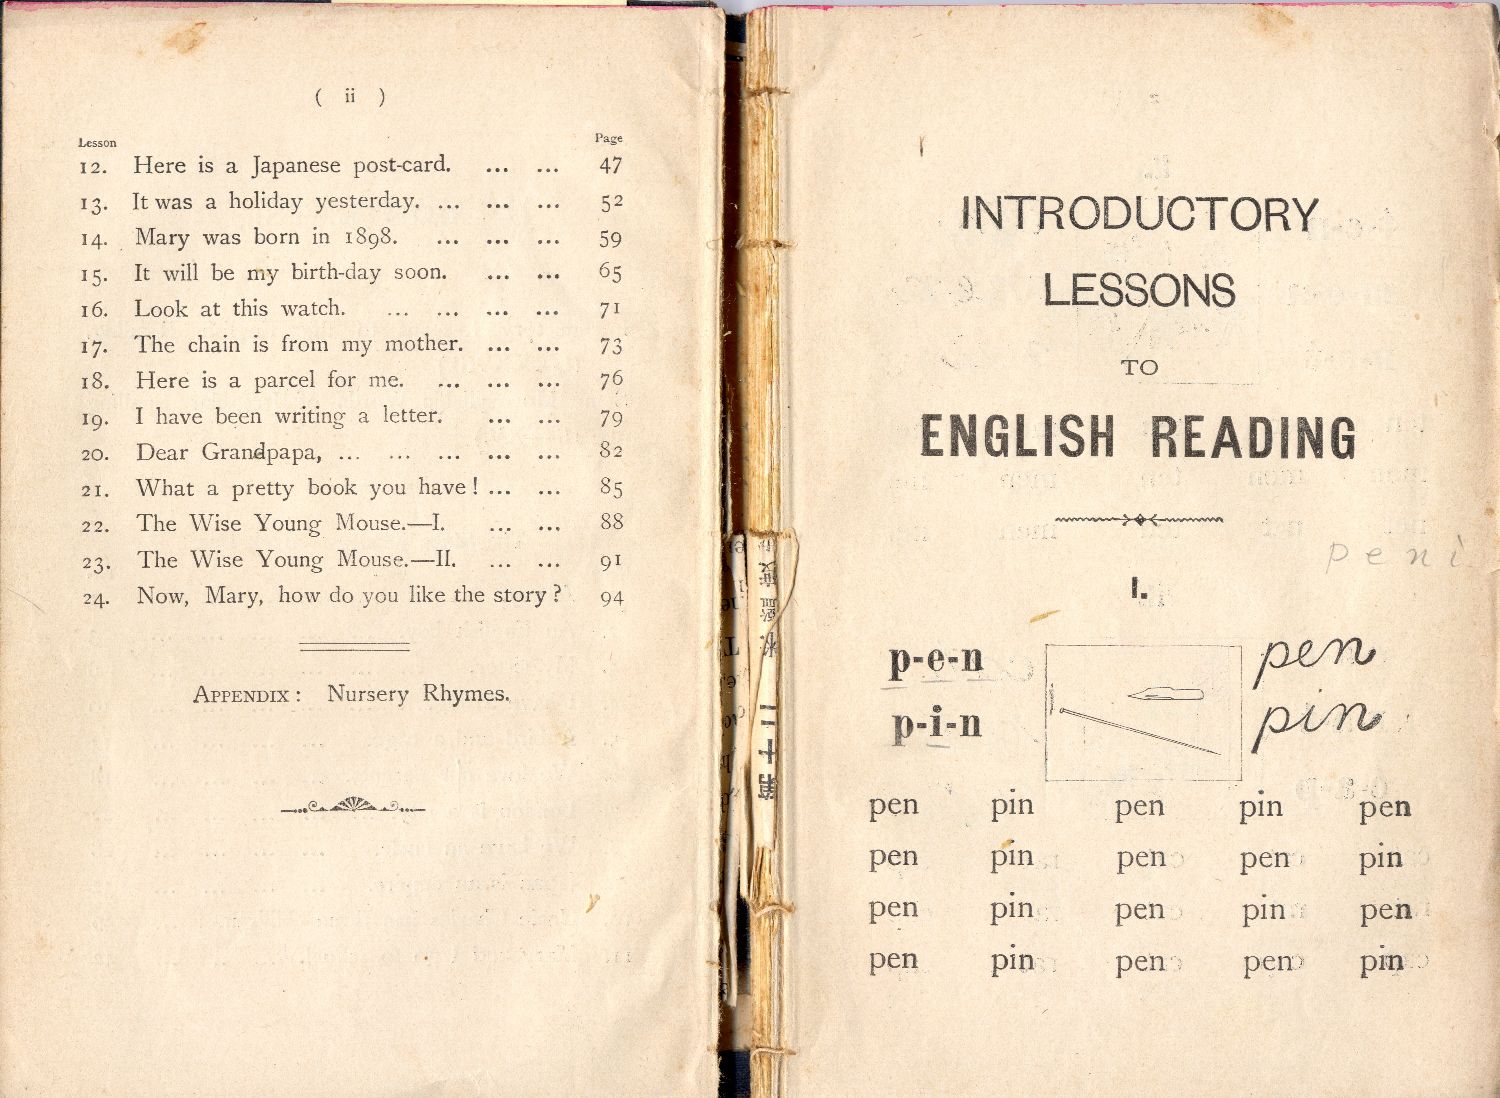 ( ii )
Lesson Page
12. Here is a Japanese post-card. ... ... 47
13. It was a holiday yesterday. ... ... ... 52
14. Mary was born in 1898. ... ... ... 59
15. It will be my birth-day soon. ... ... 65
16. Look at this watch. ... ... ... ... 71
17. The chain is from my mother. ... ... 73
18. Here is a parcel for me. ... ... ... 76
19. I have been writing a letter. ... ... 79
20. Dear Grandpapa, ... ... ... ... ... 82
21. What a pretty book you have! ... ... 85
22. The Wise Young Mouse.—I. ... ... 88
23. The Wise Young Mouse.—II. ... ... 91
24. Now, Mary, how do you like the story? 94
APPENDIX: Nursery Rhymes.
二十第
INTRODUCTORY
LESSONS
TO
ENGLISH READING
peni
I.
p-e-n pen
p-i-n pin
pen pin pen pin pen
pen pin pen pen pin
pen pin pen pin pen
pen pin pen pen pin